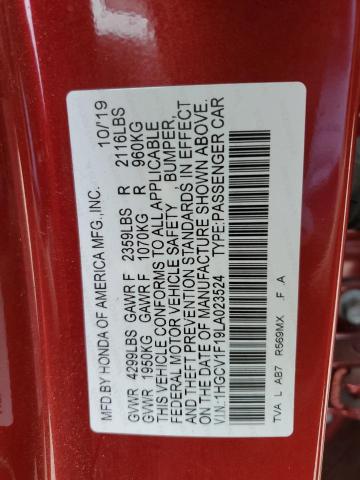 MFD BY HONDA OF AMERICA MFG.,INC. 10/'19
GVWR 4299LBS GAWR F 2359LBS R 2116LBS
GVWR 1950KG GAWR F 1070KG R 960KG
THIS VEHICLE CONFORMS TO ALL APPLICABLE
FEDERAL MOTOR VEHICLE SAFETY , BUMPER,
AND THEFT PREVENTION STANDARDS IN EFFECT
ON THE DATE OF MANUFACTURE SHOWN ABOVE.
V.I.N:1HGCV1F19LA023524 TYPE:PASSENGER CAR
TVA L AB7 R569MX .F .A